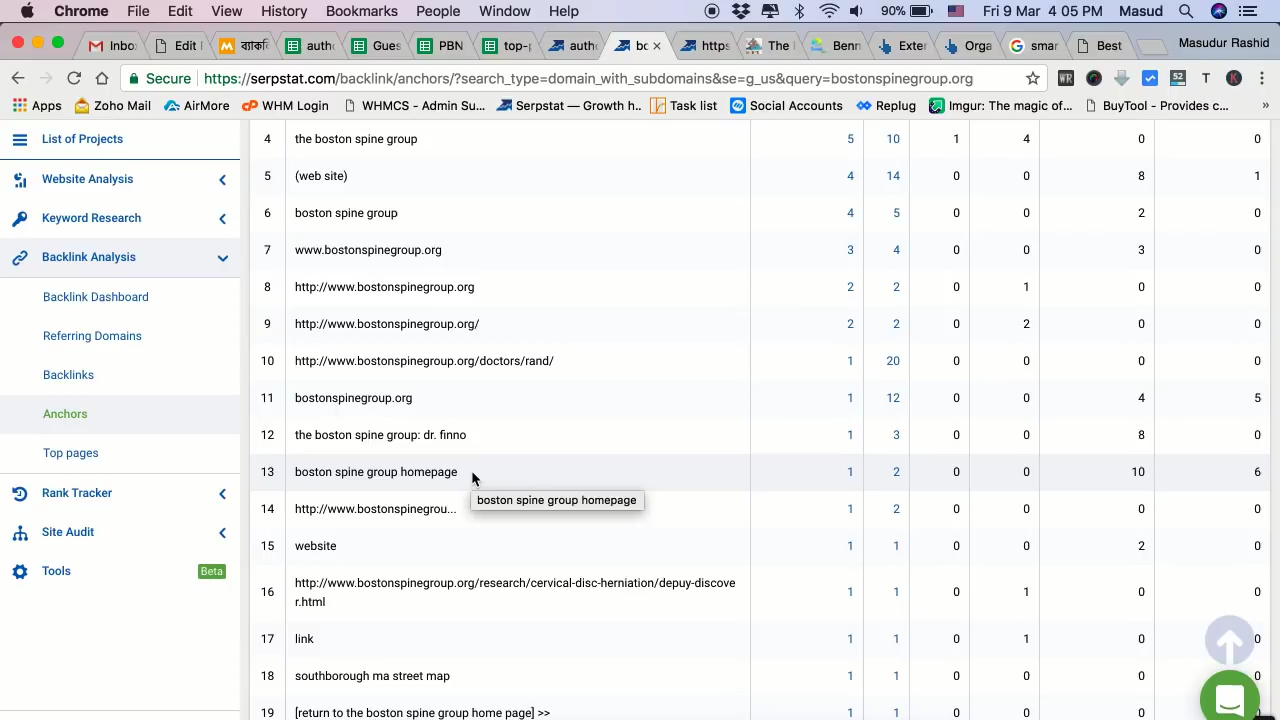 Chrome File Edit View History Bookmarks People Window Help 90% Fri 9 Mar 4:05 PM Masud
Inbo Edit autho Gues PBN top-p autho bo https The Benn Exter Orga smar Best Masudur Rashid
Secure https://serpstat.com/backlink/anchors/?search_type=domain_with_subdomains&se=g_us&query=bostonspinegroup.org
Apps Zoho Mail AirMore WHM Login WHMCS - Admin Su... Serpstat — Growth h.. Task list Social Accounts Replug Imgur: The magic of... BuyTool - Provides c... »
List of Projects
Website Analysis
Keyword Research
Backlink Analysis
Backlink Dashboard
Referring Domains
Backlinks
Anchors
Top pages
Rank Tracker
Site Audit
Tools Beta
4 the boston spine group 5 10 1 4 0 0
5 (web site) 4 14 0 0 8 1
6 boston spine group 4 5 0 0 2 0
7 www.bostonspinegroup.org 3 4 0 0 3 0
8 http://www.bostonspinegroup.org 2 2 0 1 0 0
9 http://www.bostonspinegroup.org/ 2 2 0 2 0 0
10 http://www.bostonspinegroup.org/doctors/rand/ 1 20 0 0 0 0
11 bostonspinegroup.org 1 12 0 0 4 5
12 the boston spine group: dr. finno 1 3 0 0 8 0
13 boston spine group homepage 1 2 0 0 10 6
boston spine group homepage
14 http://www.bostonspinegrou... 1 2 0 0 0 0
15 website 1 1 0 0 2 0
16 http://www.bostonspinegroup.org/research/cervical-disc-herniation/depuy-discove
r.html 1 1 0 1 0 0
17 link 1 1 0 1 0 0
18 southborough ma street map 1 1 0 0 0 0
19 [return to the boston spine group home page] >> 1 1 0 0 0 0